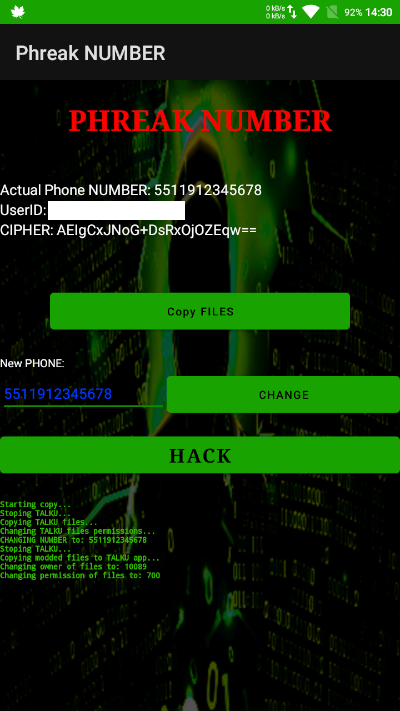 0 kB/s
0 kB/s
92% 14:30
Phreak NUMBER
PHREAK NUMBER
Actual Phone NUMBER: 5511912345678
UserID:
CIPHER: AEIgCxJNoG+DsRxOjOZEqw==
Copy FILES
New PHONE:
5511912345678 CHANGE
HACK
Starting copy...
Stoping TALKU...
Copying TALKU files...
Changing TALKU files permissions...
CHANGING NUMBER to: 5511912345678
Stoping TALKU...
Copying modded files to TALKU app...
Changing owner of files to: 10089
Changing permission of files to: 700